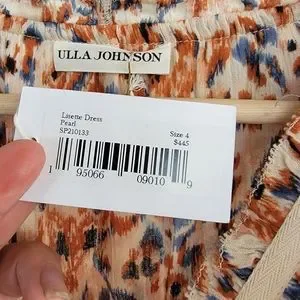 ULLA JOHNSON
Lisette Dress
Pearl
SP210133
Size 4
$445
1 95066 09010 9